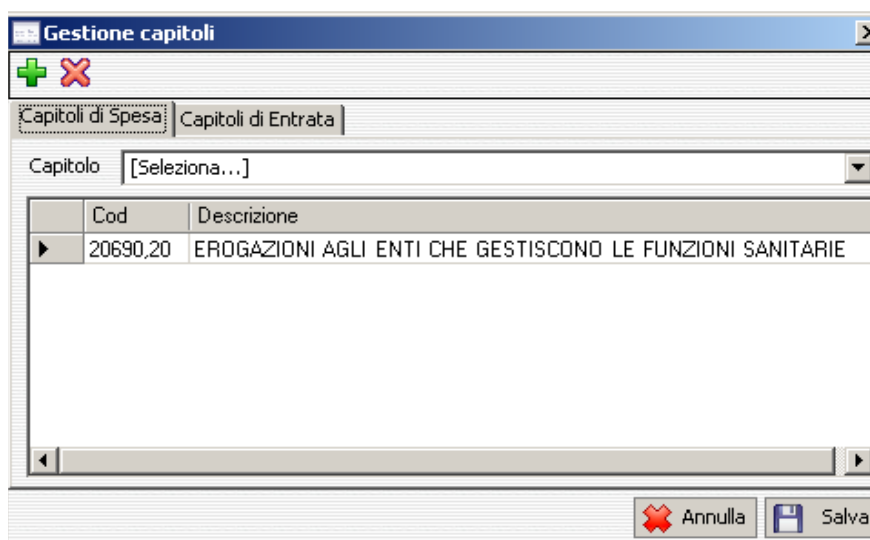 Gestione capitoli
Capitoli di Spesa Capitoli di Entrata
Capitolo [Seleziona...]
Cod Descrizione
20690,20 EROGAZIONI AGLI ENTI CHE GESTISCONO LE FUNZIONI SANITARIE
Annulla Salva